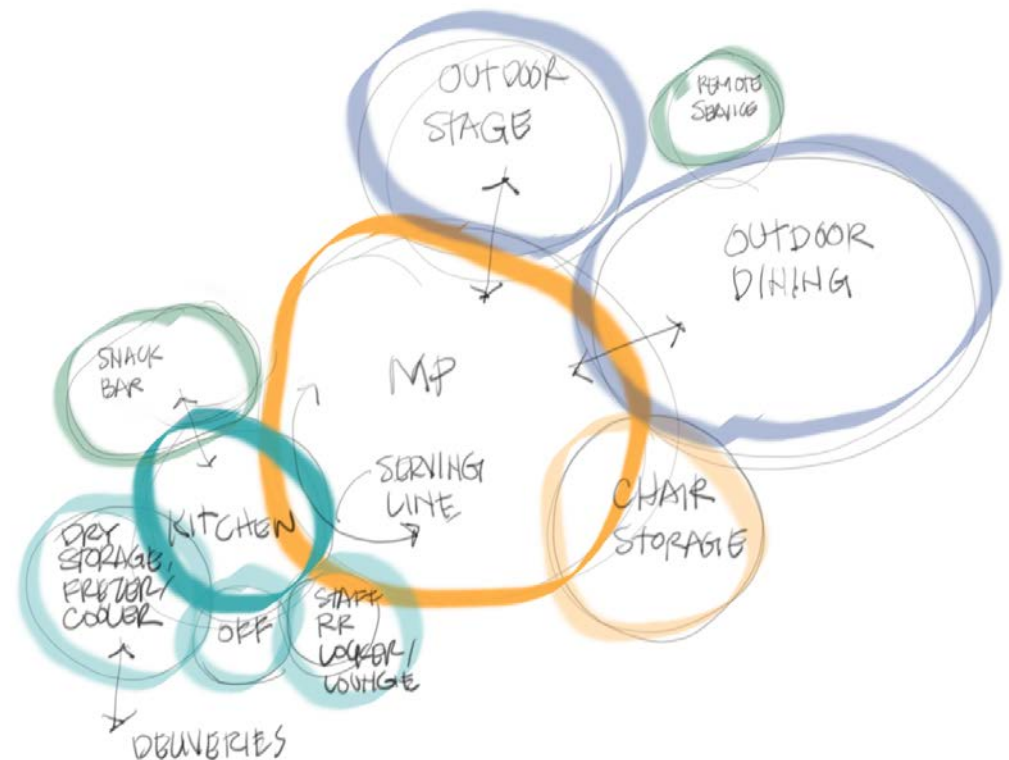 OUTDOOR
STAGE
REMOTE
SERVICE
OUTDOOR
DINING
SNACK
BAR
MP
SERVING
LINE
KITCHEN
CHAIR
STORAGE
DRY
STORAGE,
FREZER/
COOLER
OFF
STAFF
RR
LOCKER/
LOUNGE
DELIVERIES